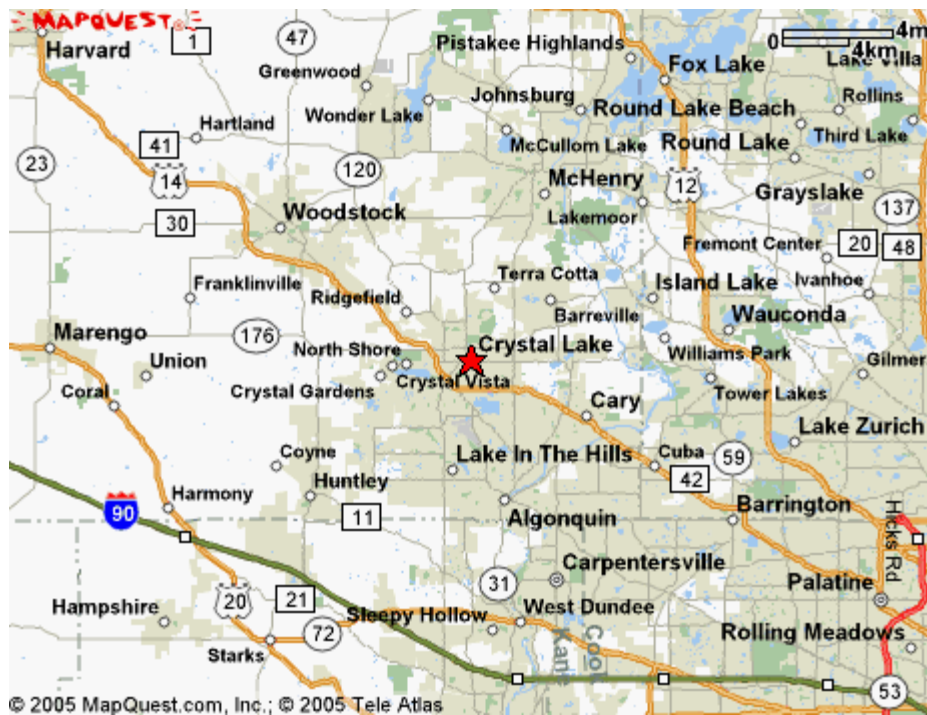 MAPQUEST
1
47
0
4m
4km
Harvard
Pistakee Highlands
Fox Lake
Lake Villa
Greenwood
Wonder Lake
Johnsburg
Round Lake Beach
Rollins
Hartland
McCullom Lake
Round Lake
Third Lake
41
23
14
120
McHenry
12
Grayslake
30
Woodstock
Lakemoor
137
Fremont Center
20
48
Franklinville
Ridgefield
Terra Cotta
Island Lake
Ivanhoe
Barreville
Wauconda
Marengo
176
Union
North Shore
Crystal Lake
Williams Park
Gilmer
Coral
Crystal Gardens
Crystal Vista
Tower Lakes
Cary
Lake Zurich
Coyne
Lake In The Hills
Cuba
59
Huntley
42
Harmony
90
11
Algonquin
Barrington
Hicks Rd
Carpentersville
31
Palatine
Hampshire
20
21
Sleepy Hollow
West Dundee
72
Starks
Kane
Cook
Rolling Meadows
53
© 2005 MapQuest.com, Inc.; © 2005 Tele Atlas